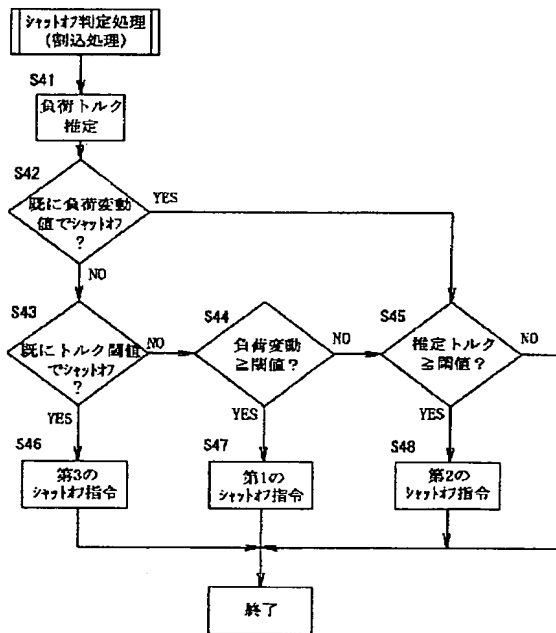 シャットオフ判定処理
(割込処理)
S41
負荷トルク
推定
S42
既に負荷変動
値でシャットオフ
?
YES
NO
S43
既にトルク閾値
でシャットオフ
?
NO
YES
S44
負荷変動
≧閾値?
NO
YES
S45
推定トルク
≧閾値?
NO
YES
S46
第3の
シャットオフ指令
S47
第1の
シャットオフ指令
S48
第2の
シャットオフ指令
終了